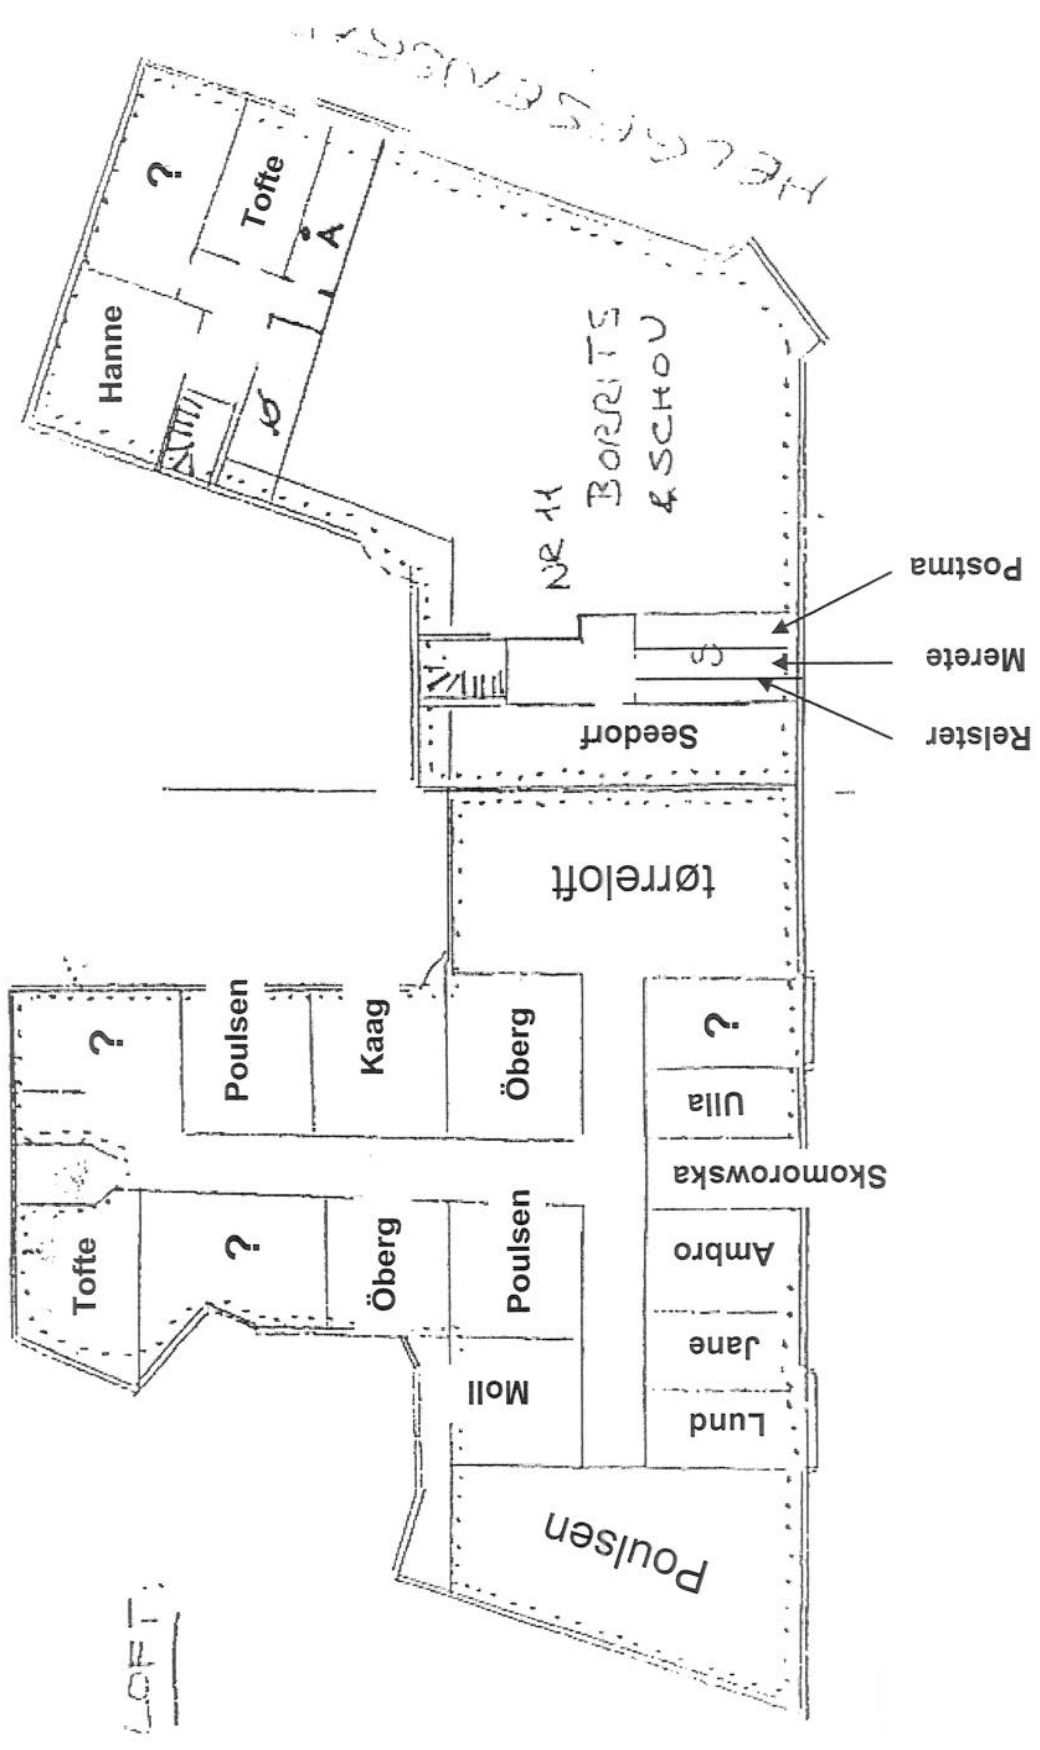 HELGASENSGA
?
Tofte
A
Hanne
Ø
NR 11
BORRITS
& SCHOU
Postma
S
Merete
Relster
Seedorf
tørreloft
?
Poulsen
Kaag
Öberg
?
Ulla
Skomorowska
Tofte
?
Öberg
Poulsen
Ambro
Jane
Moll
Lund
Poulsen
LOFT